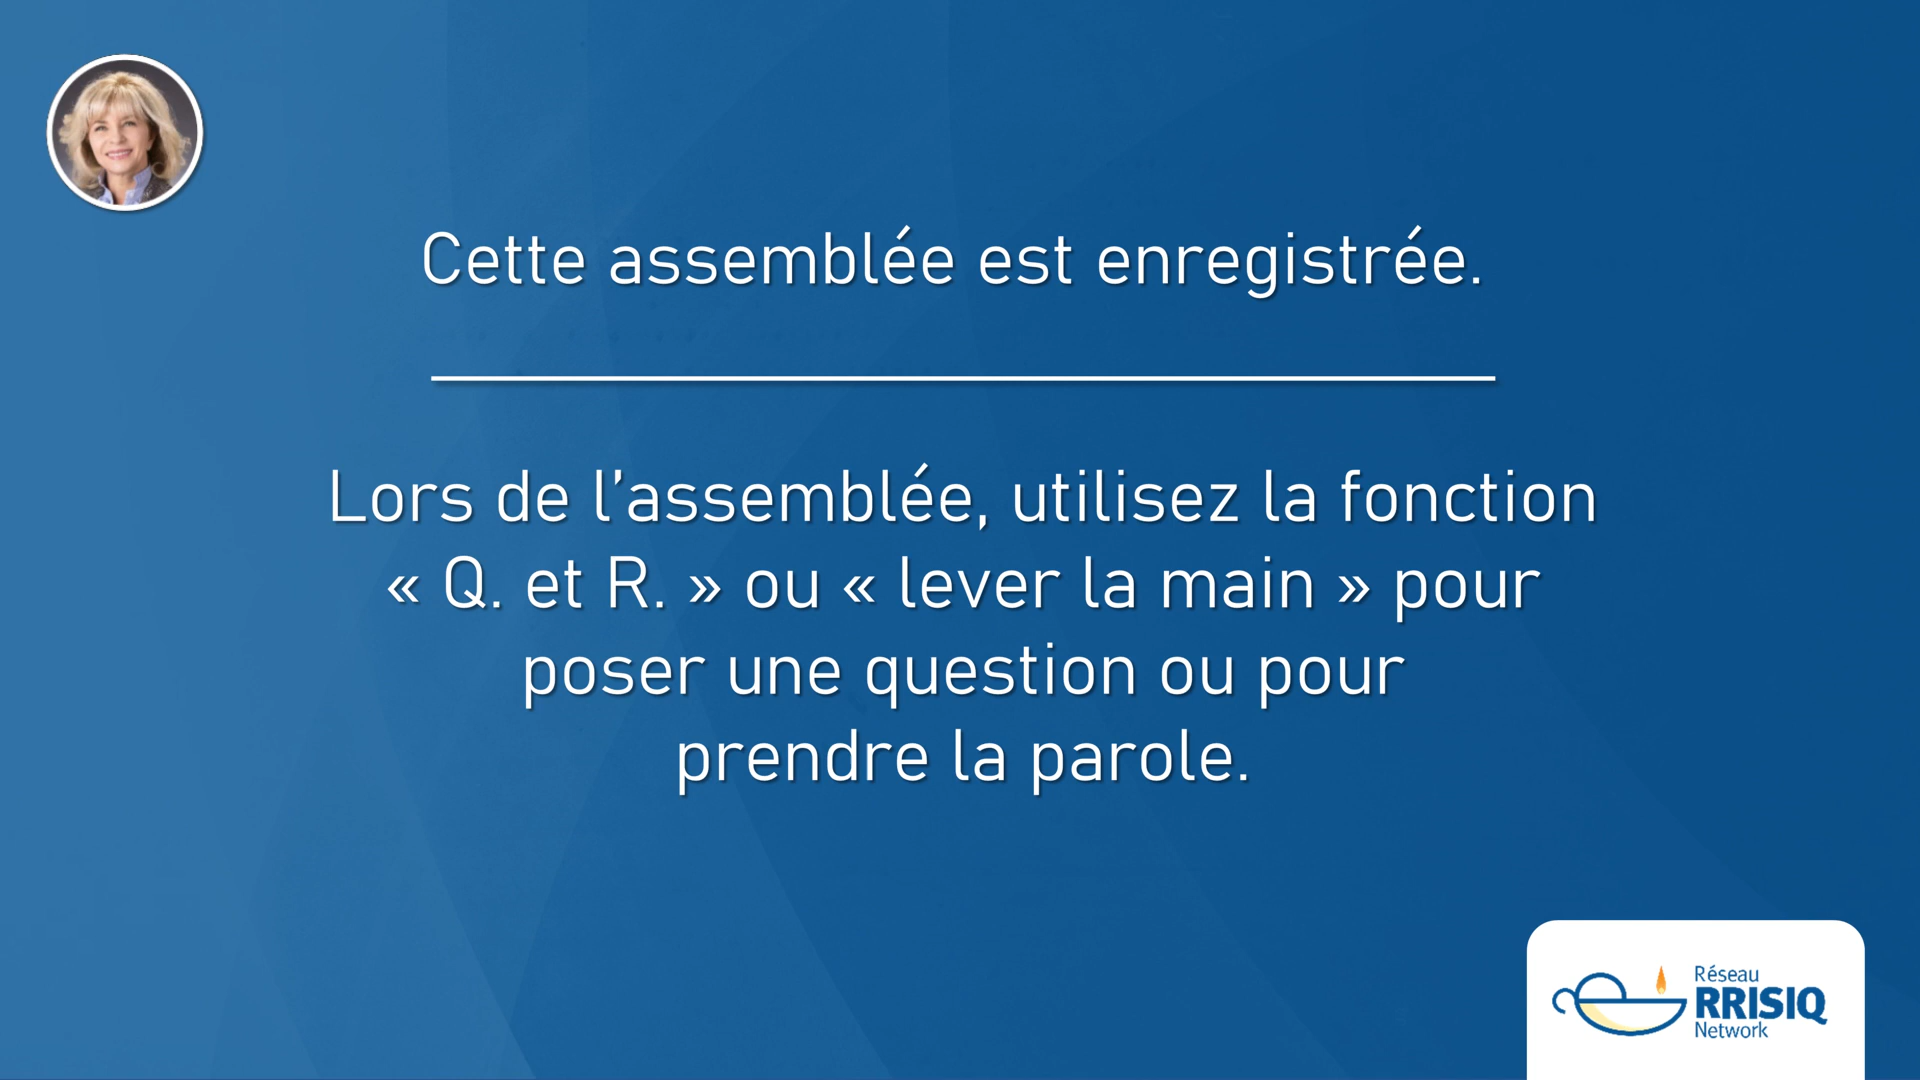 Cette assemblée est enregistrée.
Lors de l’assemblée, utilisez la fonction
« Q. et R. » ou « lever la main » pour
poser une question ou pour
prendre la parole.
Réseau
RRISIQ
Network